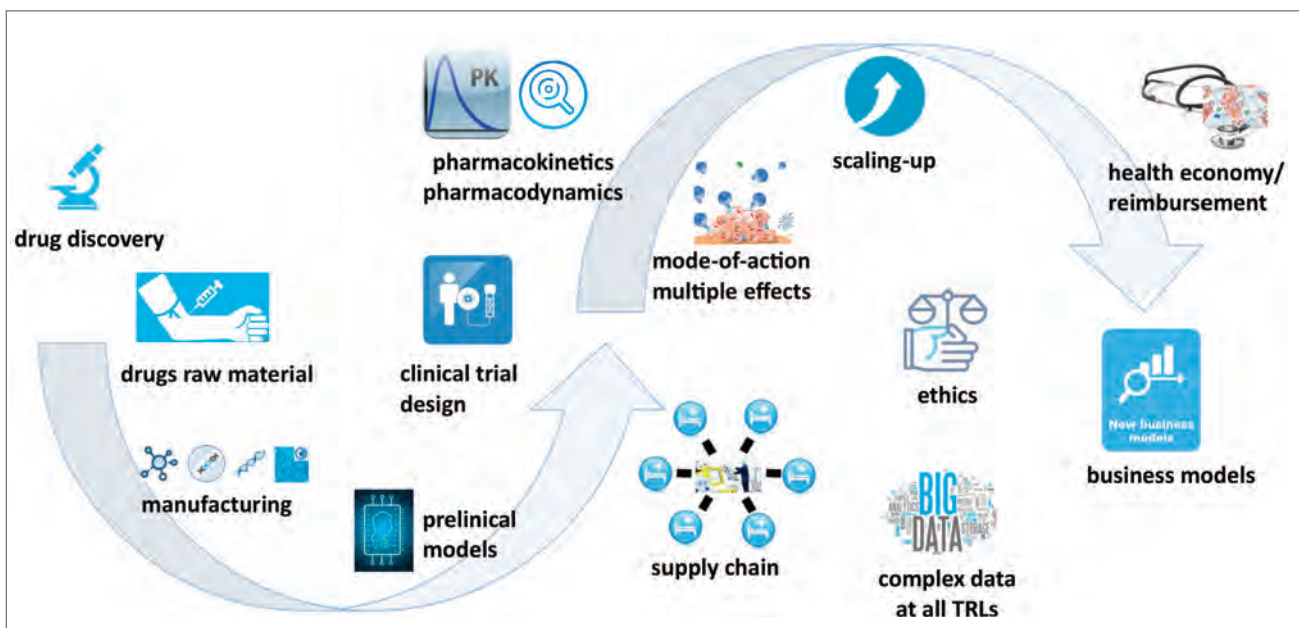 drug discovery
drugs raw material
manufacturing
PK
pharmacokinetics
pharmacodynamics
clinical trial
design
prelinical
models
mode-of-action
multiple effects
supply chain
scaling-up
ethics
ANALYTICS
BIG
DATA
STORAGE
complex data
at all TRLs
health economy/
reimbursement
New business
models
business models